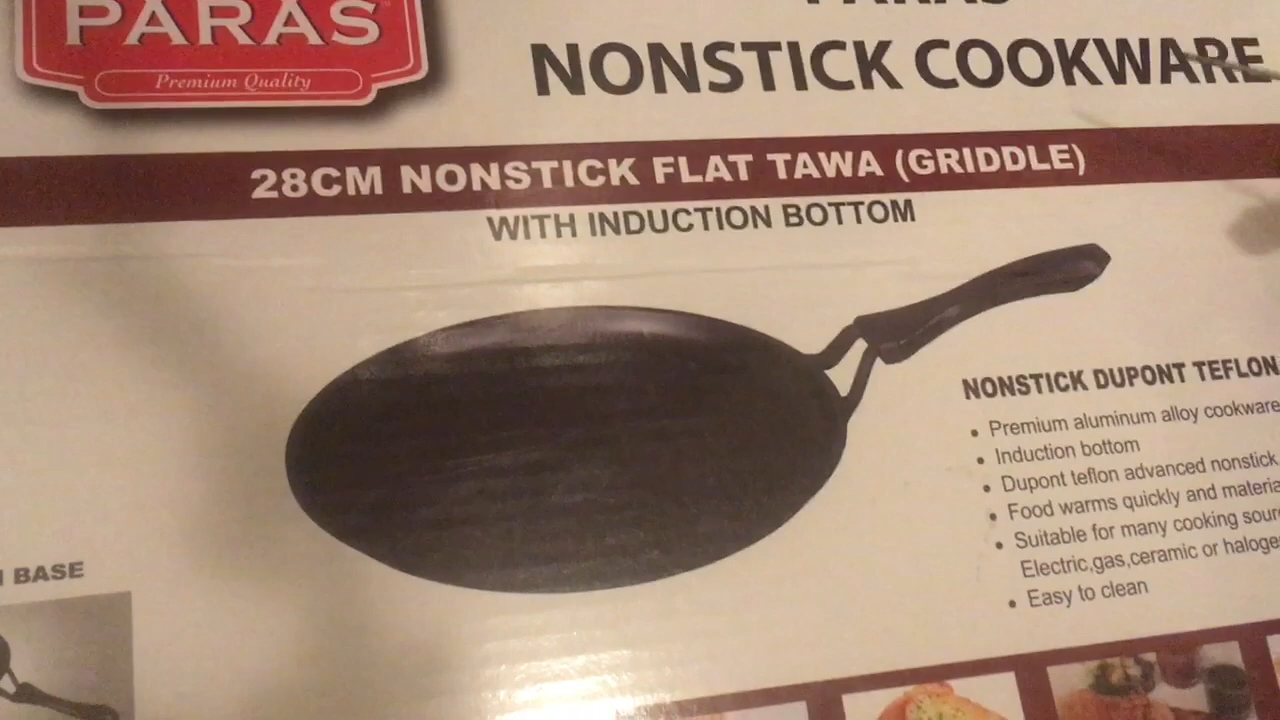 PARAS
Premium Quality
NONSTICK COOKWARE
28CM NONSTICK FLAT TAWA (GRIDDLE)
WITH INDUCTION BOTTOM
NONSTICK DUPONT TEFLON
• Premium aluminum alloy cookware
• Induction bottom
• Dupont teflon advanced nonstick
• Food warms quickly and
• Suitable for many cooking
Electric,gas,ceramic or
• Easy to clean
BASE